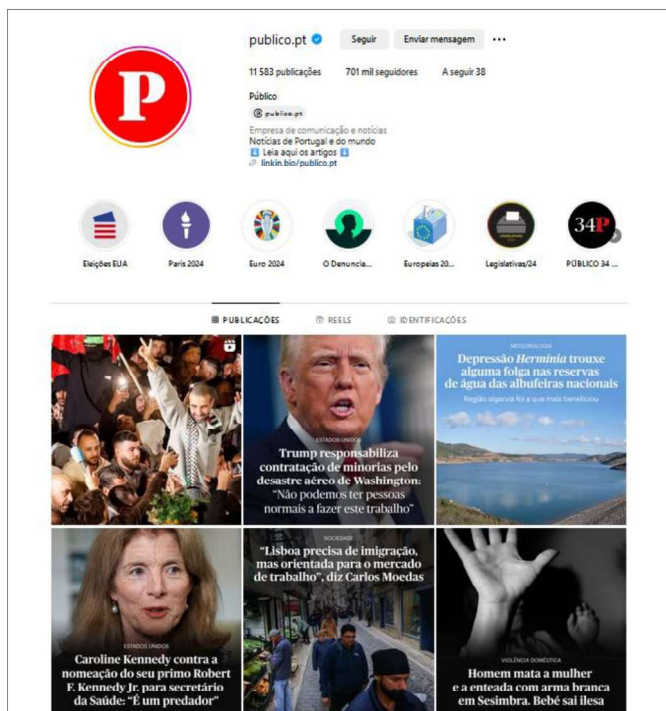 publico.pt
Seguir
Enviar mensagem
11 583 publicações
701 mil seguidores
A seguir 38
Público
publico.pt
Empresa de comunicação e notícias
Notícias de Portugal e do mundo
Leia aqui os artigos
linkin.bio/publico.pt
P
34P
Eleições EUA
Paris 2024
Euro 2024
O Denuncia...
Europeias 20...
Legislativas/24
PÚBLICO 34 ...
PUBLICAÇÕES
REELS
IDENTIFICAÇÕES
ESTADOS UNIDOS
Trump responsabiliza
contratação de minorias pelo
desastre aéreo de Washington:
“Não podemos ter pessoas
normais a fazer este trabalho”
METEOROLOGIA
Depressão Hermínia trouxe
alguma folga nas reservas
de água das albufeiras nacionais
Região algarvia foi a que mais beneficiou
ESTADOS UNIDOS
Caroline Kennedy contra a
nomeação do seu primo Robert
F. Kennedy Jr. para secretário
da Saúde: “É um predador”
SOCIEDADE
“Lisboa precisa de imigração,
mas orientada para o mercado
de trabalho”, diz Carlos Moedas
VIOLÊNCIA DOMÉSTICA
Homem mata a mulher
e a enteada com arma branca
em Sesimbra. Bebé sai ilesa